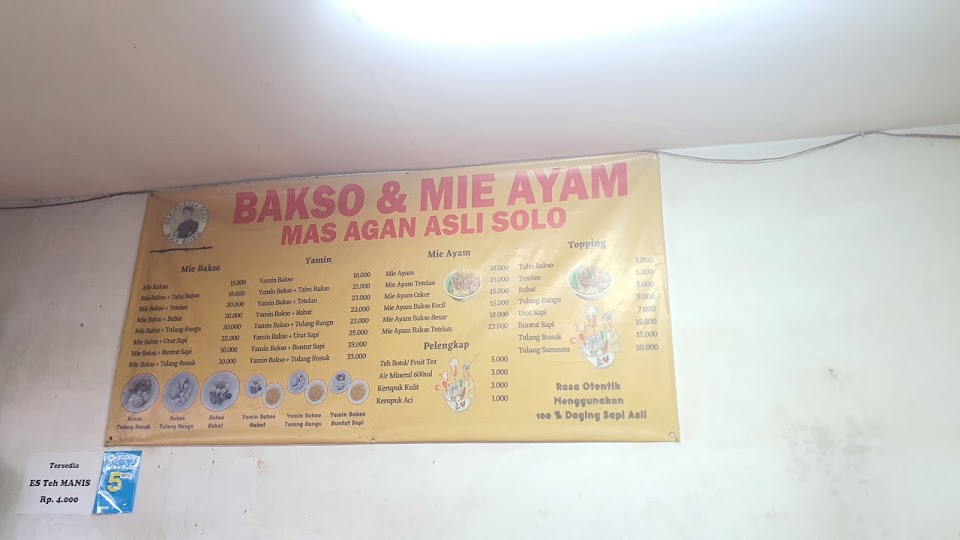 BAKSO & MIE AYAM
MAS AGAN ASLI SOLO
Mie Bakso
Mie Bakso 15.000
Mie Bakso + Tahu Bakso 18.000
Mie Bakso + Tetelan 20.000
Mie Bakso + Babat 20.000
Mie Bakso + Tulang Rangu 20.000
Mie Bakso + Urat Sapi 22.000
Mie Bakso + Buntut Sapi 30.000
Mie Bakso + Tulang Rusuk 30.000
Yamin
Yamin Bakso 18.000
Yamin Bakso + Tahu Bakso 21.000
Yamin Bakso + Tetelan 23.000
Yamin Bakso + Babat 23.000
Yamin Bakso + Tulang Rangu 23.000
Yamin Bakso + Urat Sapi 25.000
Yamin Bakso + Buntut Sapi 33.000
Yamin Bakso + Tulang Rusuk 33.000
Mie Ayam
Mie Ayam 10.000
Mie Ayam Tetelan 15.000
Mie Ayam Ceker 15.000
Mie Ayam Bakso Kecil 15.000
Mie Ayam Bakso Besar 18.000
Mie Ayam Bakso Tetelan 23.000
Pelengkap
Teh Botol/ Fruit Tea 5.000
Air Mineral 600ml 3.000
Kerupuk Kulit 3.000
Kerupuk Aci 1.000
Topping
Tahu Bakso 3.000
Tetelan 5.000
Babat 5.000
Tulang Rangu 5.000
Urat Sapi 7.000
Buntut Sapi 15.000
Tulang Rusuk 15.000
Tulang Sumsum 20.000
Rasa Otentik
Menggunakan
100 % Daging Sapi Asli
Bakso
Tulang Rusuk
Bakso
Tulang Rangu
Bakso
Babat
Yamin Bakso
Babat
Yamin Bakso
Tulang Rangu
Yamin Bakso
Buntut Sapi
Tersedia
ES Teh MANIS
Rp. 4.000
5